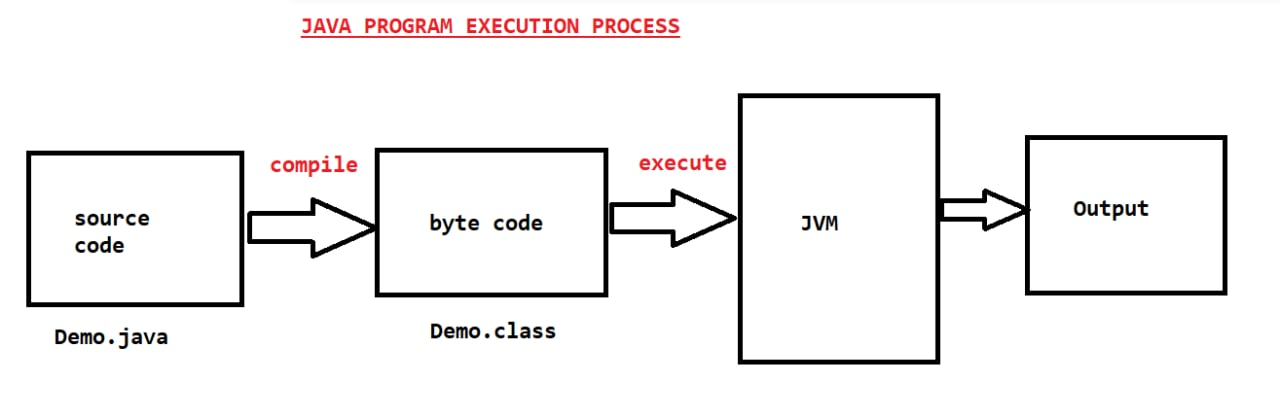 JAVA PROGRAM EXECUTION PROCESS
compile
execute
source
code
byte code
JVM
Output
Demo.java
Demo.class